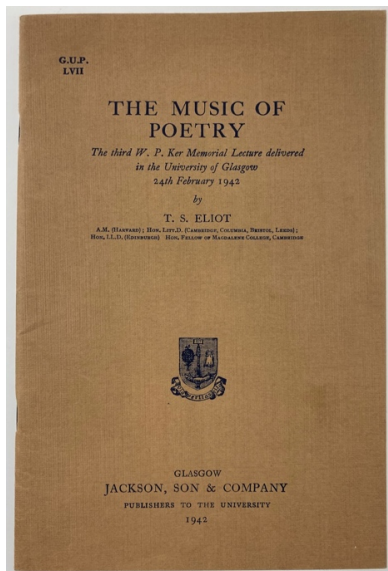 G.U.P.
LVII
THE MUSIC OF
POETRY
The third W. P. Ker Memorial Lecture delivered
in the University of Glasgow
24th February 1942
by
T. S. ELIOT
A.M. (HARVARD); HON. LITT.D. (CAMBRIDGE, COLUMBIA, BRISTOL, LEEDS);
HON. LL.D. (EDINBURGH) HON. FELLOW OF MAGDALENE COLLEGE, CAMBRIDGE
GLASGOW
JACKSON, SON & COMPANY
PUBLISHERS TO THE UNIVERSITY
1942